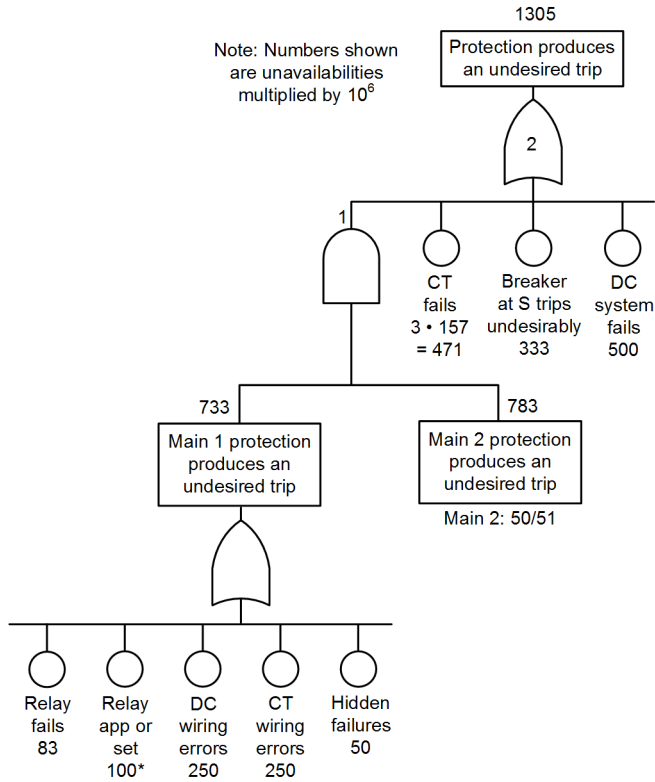 1305
Note: Numbers shown
are unavailabilities
multiplied by 10⁶
Protection produces
an undesired trip
2
1
CT
fails
3 • 157
= 471
Breaker
at S trips
undesirably
333
DC
system
fails
500
733
Main 1 protection
produces an
undesired trip
783
Main 2 protection
produces an
undesired trip
Main 2: 50/51
Relay
fails
83
Relay
app or
set
100*
DC
wiring
errors
250
CT
wiring
errors
250
Hidden
failures
50